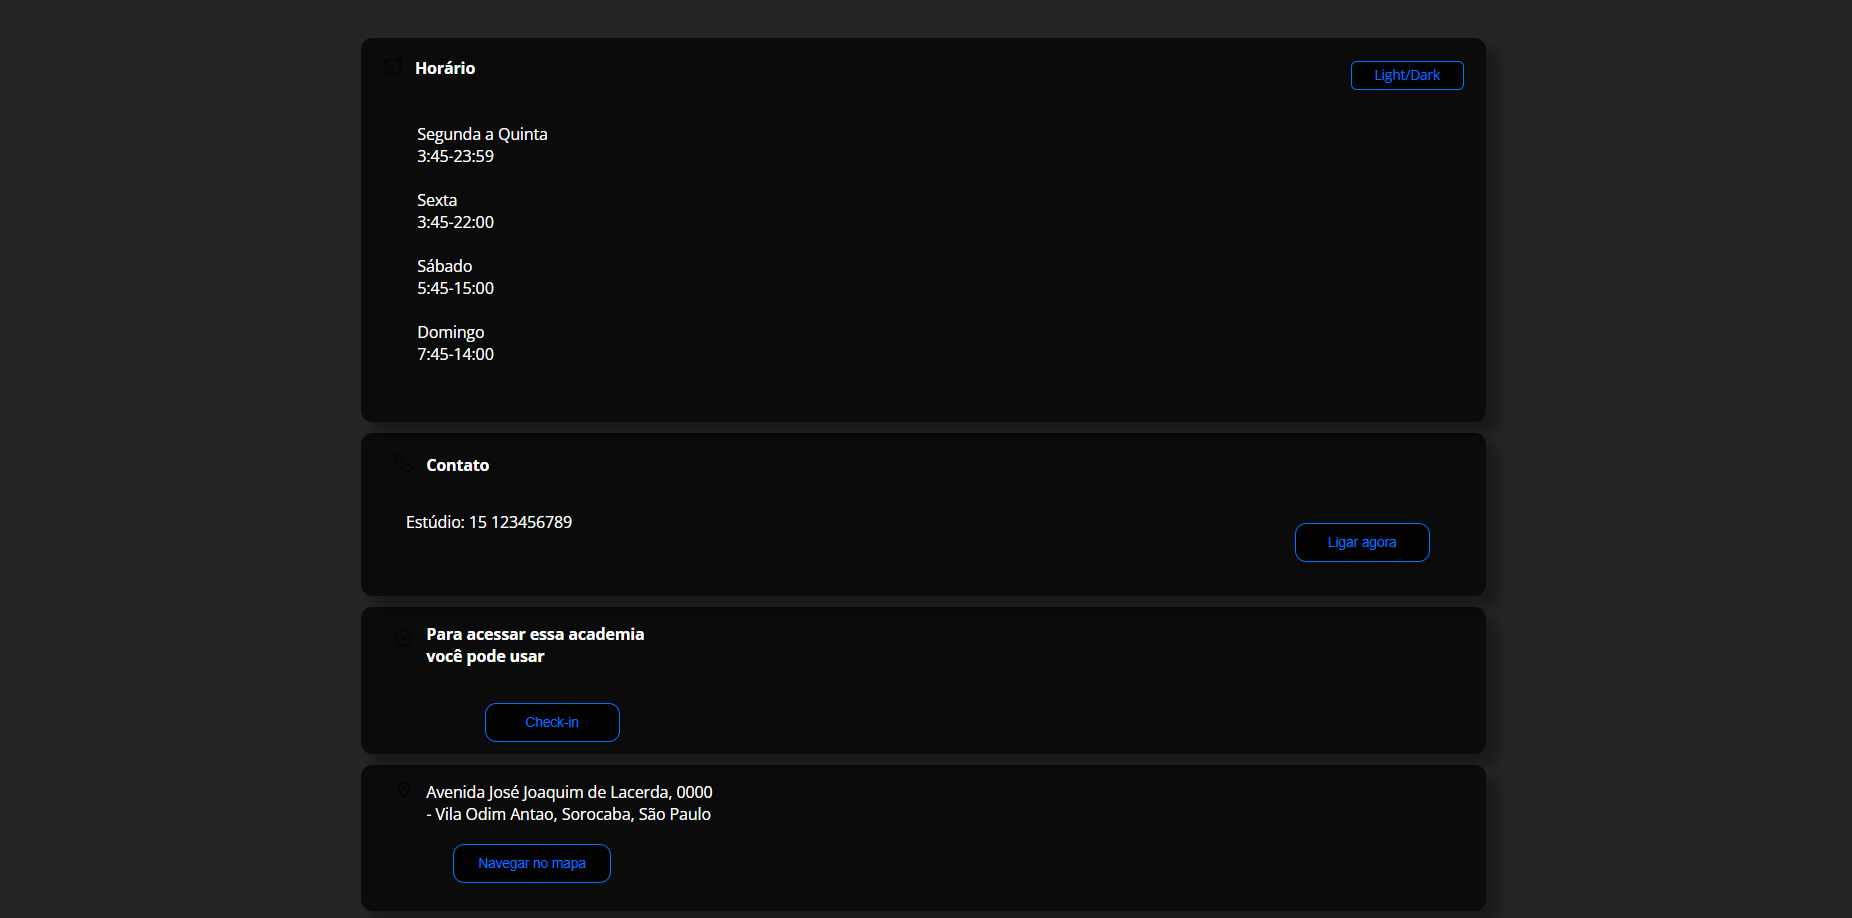 Horário
Light/Dark
Segunda a Quinta
3:45-23:59
Sexta
3:45-22:00
Sábado
5:45-15:00
Domingo
7:45-14:00
Contato
Estúdio: 15 123456789
Ligar agora
Para acessar essa academia
você pode usar
Check-in
Avenida José Joaquim de Lacerda, 0000
- Vila Odim Antao, Sorocaba, São Paulo
Navegar no mapa